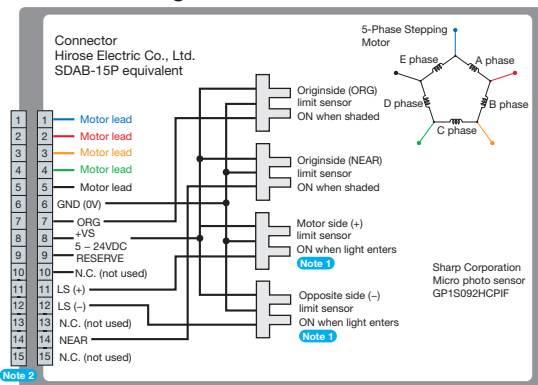 Connector
Hirose Electric Co., Ltd.
SDAB-15P equivalent
5-Phase Stepping
Motor
E phase
A phase
D phase
B phase
C phase
Originside (ORG)
limit sensor
ON when shaded
Originside (NEAR)
limit sensor
ON when shaded
Motor side (+)
limit sensor
ON when light enters
Note 1
Opposite side (−)
limit sensor
ON when light enters
Note 1
Sharp Corporation
Micro photo sensor
GP1S092HCPIF
1 1 Motor lead
2 2 Motor lead
3 3 Motor lead
4 4 Motor lead
5 5 Motor lead
6 6 GND (0V)
7 7 ORG
8 8 +VS
5 – 24VDC
9 9 RESERVE
10 10 N.C. (not used)
11 11 LS (+)
12 12 LS (−)
13 13 N.C. (not used)
14 14 NEAR
15 15 N.C. (not used)
Note 2